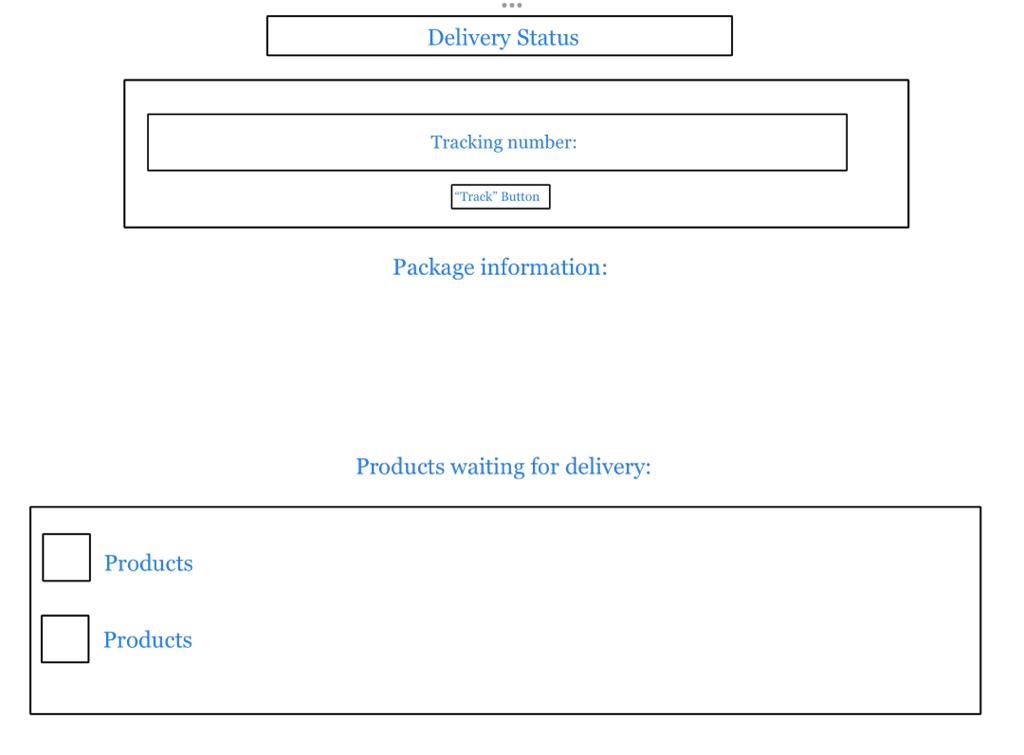 Delivery Status
Tracking number:
“Track” Button
Package information:
Products waiting for delivery:
Products
Products